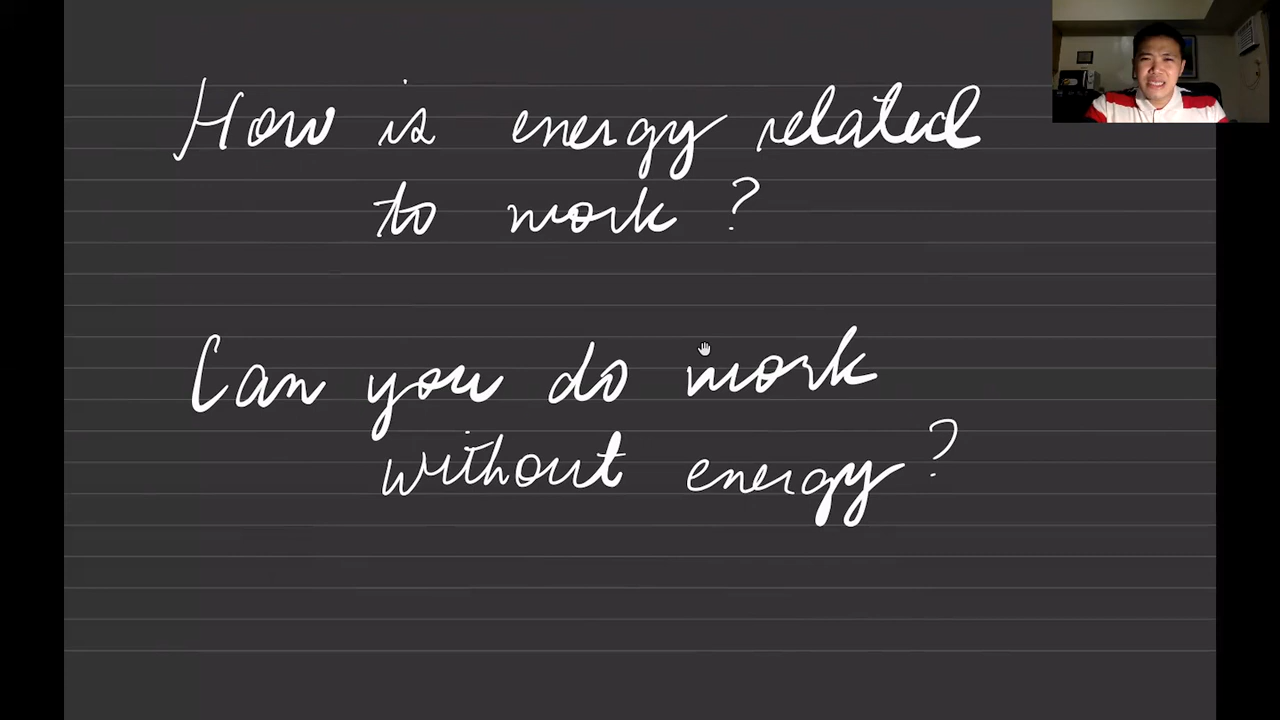 How is energy related
to work ?
Can you do work
without energy ?